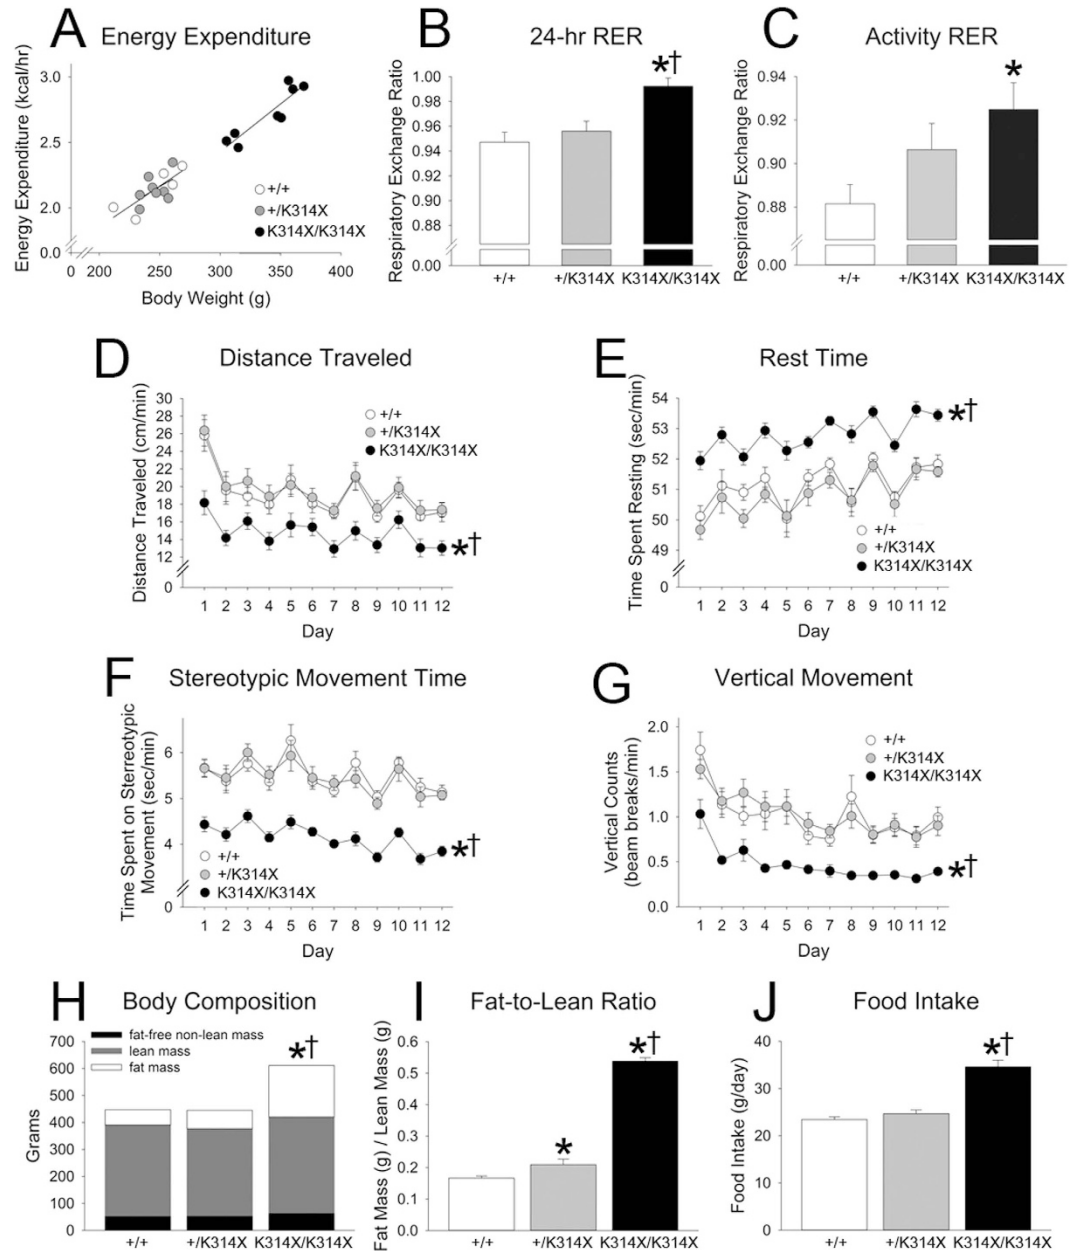 A Energy Expenditure
Energy Expenditure (kcal/hr)
3.0
2.5
2.0
0.0
+/+
+/K314X
K314X/K314X
0 200 250 300 350 400
Body Weight (g)
B 24-hr RER
Respiratory Exchange Ratio
*†
1.00
0.98
0.96
0.94
0.92
0.90
0.88
0.00
+/+ +/K314X K314X/K314X
C Activity RER
Respiratory Exchange Ratio
*
0.94
0.92
0.90
0.88
0.00
+/+ +/K314X K314X/K314X
D Distance Traveled
Distance Traveled (cm/min)
30
28
26
24
22
20
18
16
14
12
0
+/+
+/K314X
K314X/K314X
*†
1 2 3 4 5 6 7 8 9 10 11 12
Day
E Rest Time
Time Spent Resting (sec/min)
54
53
52
51
50
49
0
*†
+/+
+/K314X
K314X/K314X
1 2 3 4 5 6 7 8 9 10 11 12
Day
F Stereotypic Movement Time
Time Spent on Sterreotypic
Movement (sec/min)
6
5
4
0
*†
+/+
+/K314X
K314X/K314X
1 2 3 4 5 6 7 8 9 10 11 12
Day
G Vertical Movement
Vertical Counts
(beam breaks/min)
2.0
1.5
1.0
0.5
0.0
+/+
+/K314X
K314X/K314X
*†
1 2 3 4 5 6 7 8 9 10 11 12
Day
H Body Composition
Grams
700
600
500
400
300
200
100
0
fat-free non-lean mass
lean mass
fat mass
*†
+/+ +/K314X K314X/K314X
I Fat-to-Lean Ratio
Fat Mass (g) / Lean Mass (g)
0.6
0.5
0.4
0.3
0.2
0.1
0.0
*
*†
+/+ +/K314X K314X/K314X
J Food Intake
Food Intake (g/day)
40
30
20
10
0
*†
+/+ +/K314X K314X/K314X